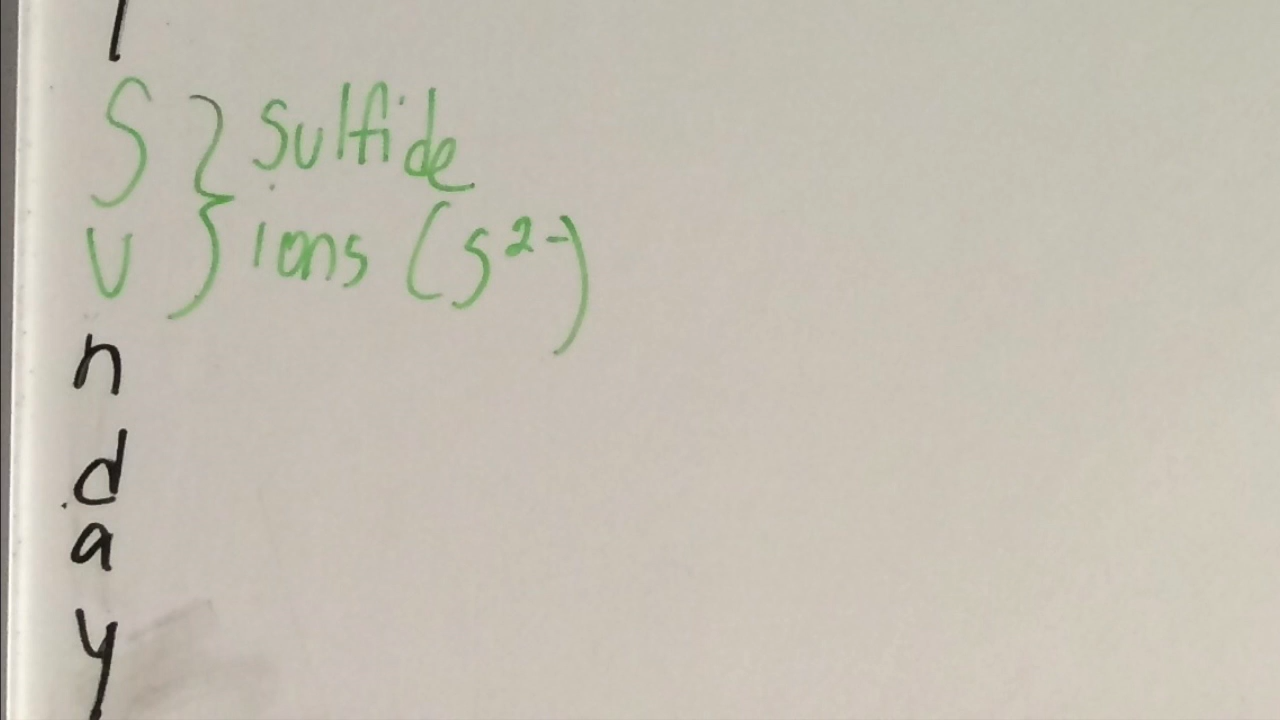 S } Sulfide
U } ions (S²⁻)
n
d
a
y